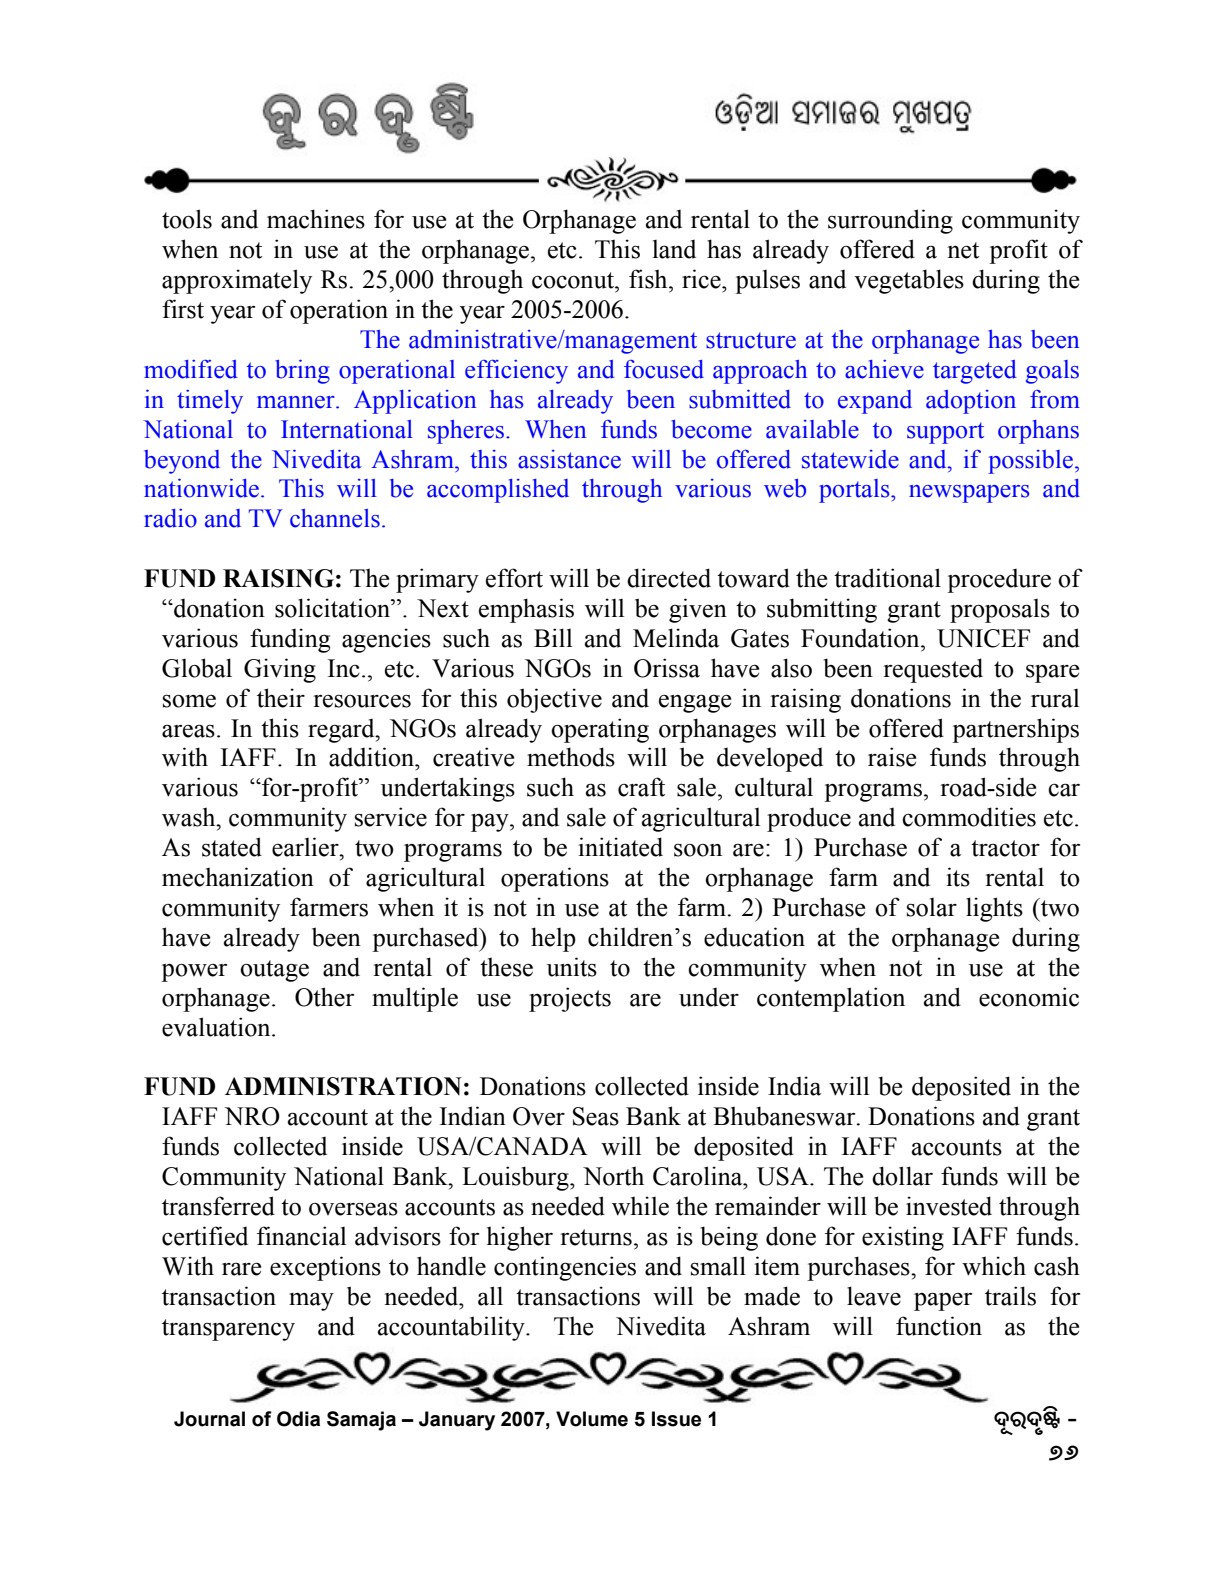 ଦୂରଦୃଷ୍ଟି ଓଡ଼ିଆ ସମାଜର ମୁଖପତ୍ର
tools and machines for use at the Orphanage and rental to the surrounding community
when not in use at the orphanage, etc. This land has already offered a net profit of
approximately Rs. 25,000 through coconut, fish, rice, pulses and vegetables during the
first year of operation in the year 2005-2006.
The administrative/management structure at the orphanage has been
modified to bring operational efficiency and focused approach to achieve targeted goals
in timely manner. Application has already been submitted to expand adoption from
National to International spheres. When funds become available to support orphans
beyond the Nivedita Ashram, this assistance will be offered statewide and, if possible,
nationwide. This will be accomplished through various web portals, newspapers and
radio and TV channels.
FUND RAISING: The primary effort will be directed toward the traditional procedure of
“donation solicitation”. Next emphasis will be given to submitting grant proposals to
various funding agencies such as Bill and Melinda Gates Foundation, UNICEF and
Global Giving Inc., etc. Various NGOs in Orissa have also been requested to spare
some of their resources for this objective and engage in raising donations in the rural
areas. In this regard, NGOs already operating orphanages will be offered partnerships
with IAFF. In addition, creative methods will be developed to raise funds through
various “for-profit” undertakings such as craft sale, cultural programs, road-side car
wash, community service for pay, and sale of agricultural produce and commodities etc.
As stated earlier, two programs to be initiated soon are: 1) Purchase of a tractor for
mechanization of agricultural operations at the orphanage farm and its rental to
community farmers when it is not in use at the farm. 2) Purchase of solar lights (two
have already been purchased) to help children’s education at the orphanage during
power outage and rental of these units to the community when not in use at the
orphanage. Other multiple use projects are under contemplation and economic
evaluation.
FUND ADMINISTRATION: Donations collected inside India will be deposited in the
IAFF NRO account at the Indian Over Seas Bank at Bhubaneswar. Donations and grant
funds collected inside USA/CANADA will be deposited in IAFF accounts at the
Community National Bank, Louisburg, North Carolina, USA. The dollar funds will be
transferred to overseas accounts as needed while the remainder will be invested through
certified financial advisors for higher returns, as is being done for existing IAFF funds.
With rare exceptions to handle contingencies and small item purchases, for which cash
transaction may be needed, all transactions will be made to leave paper trails for
transparency and accountability. The Nivedita Ashram will function as the
Journal of Odia Samaja – January 2007, Volume 5 Issue 1 ଦୂରଦୃଷ୍ଟି -
୭୬